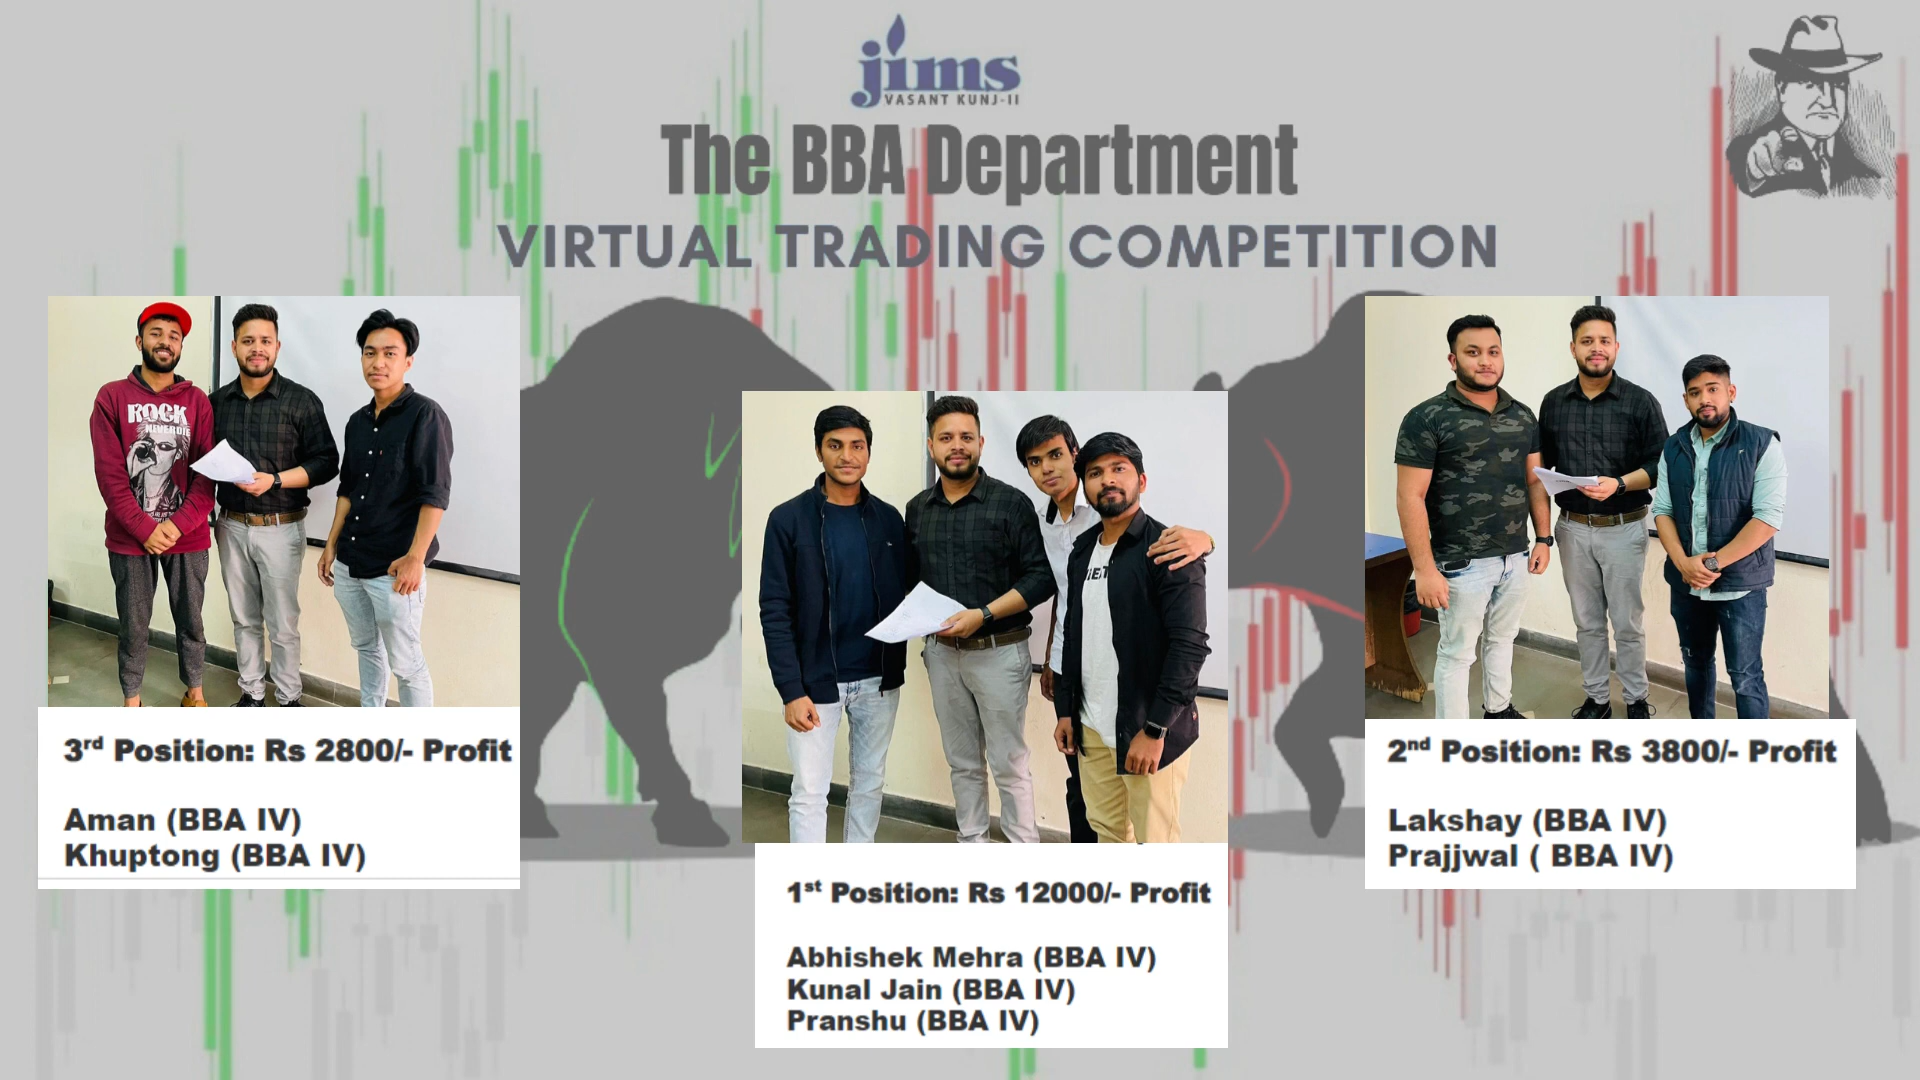 jims
VASANT KUNJ-II
The BBA Department
VIRTUAL TRADING COMPETITION
ROCK
NEVERDIE
3rd Position: Rs 2800/- Profit
Aman (BBA IV)
Khuptong (BBA IV)
1st Position: Rs 12000/- Profit
Abhishek Mehra (BBA IV)
Kunal Jain (BBA IV)
Pranshu (BBA IV)
2nd Position: Rs 3800/- Profit
Lakshay (BBA IV)
Prajjwal ( BBA IV)